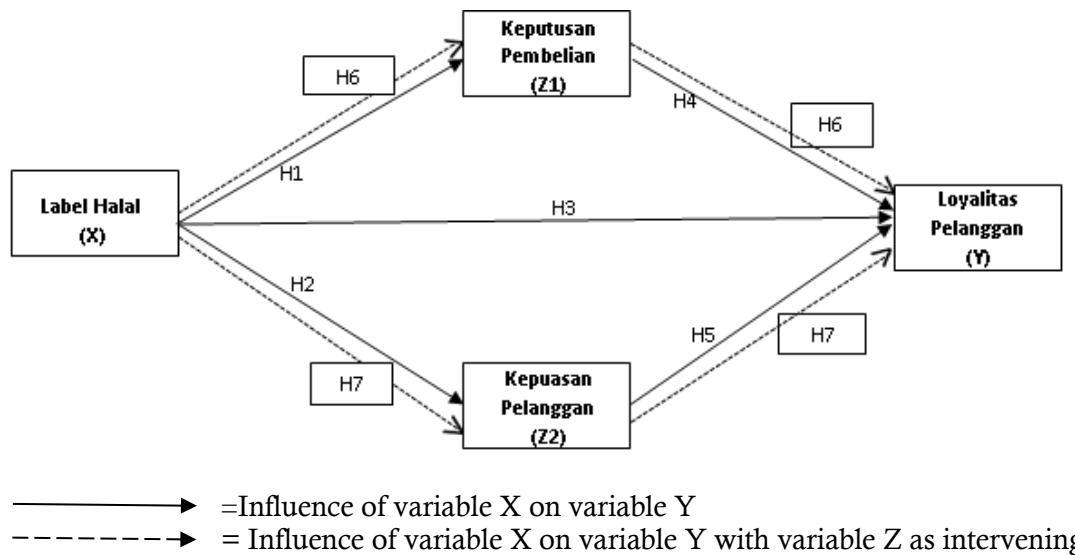 Keputusan
Pembelian
(Z1)
H6
H4
H6
H1
Label Halal
(X)
H3
Loyalitas
Pelanggan
(Y)
H2
H5
H7
H7
Kepuasan
Pelanggan
(Z2)
=Influence of variable X on variable Y
= Influence of variable X on variable Y with variable Z as intervening